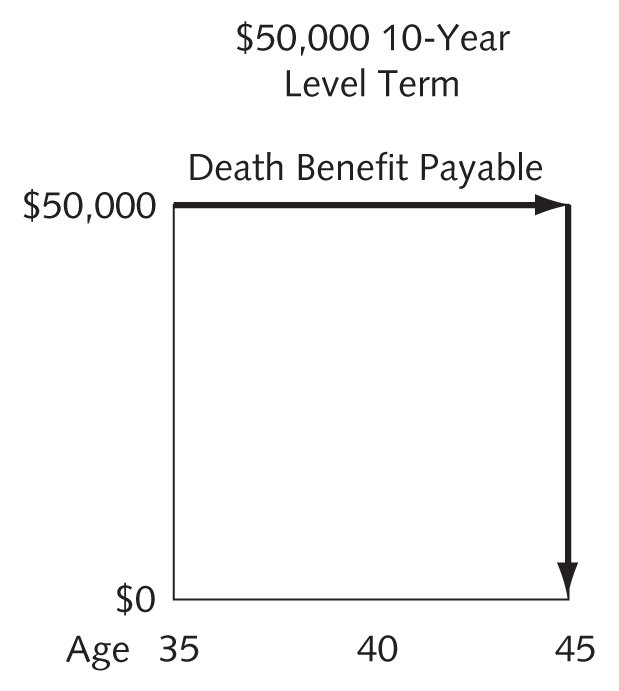 $50,000 10-Year
Level Term
Death Benefit Payable
$50,000
$0
Age 35 40 45